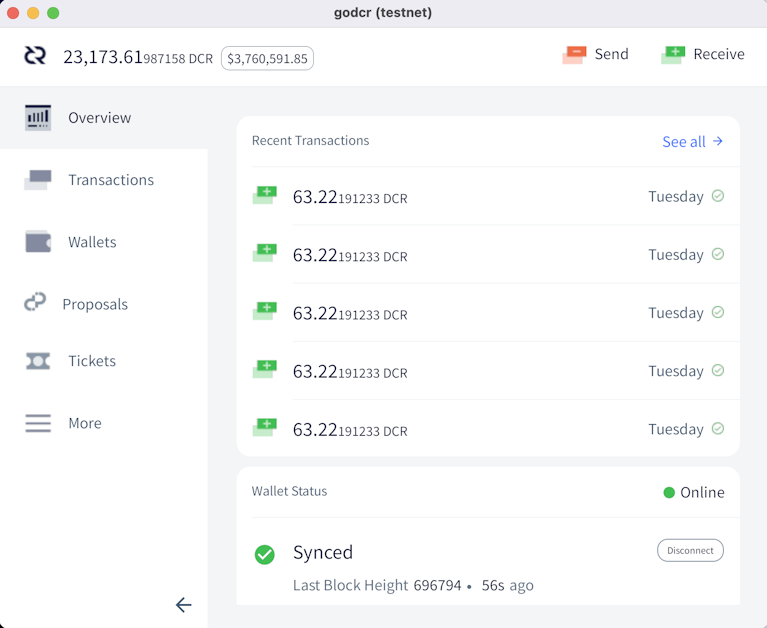 godcr (testnet)
23,173.61987158 DCR $3,760,591.85 Send Receive
Overview
Transactions
Wallets
Proposals
Tickets
More
Recent Transactions See all
63.22191233 DCR Tuesday
63.22191233 DCR Tuesday
63.22191233 DCR Tuesday
63.22191233 DCR Tuesday
63.22191233 DCR Tuesday
Wallet Status Online
Synced Disconnect
Last Block Height 696794 • 56s ago